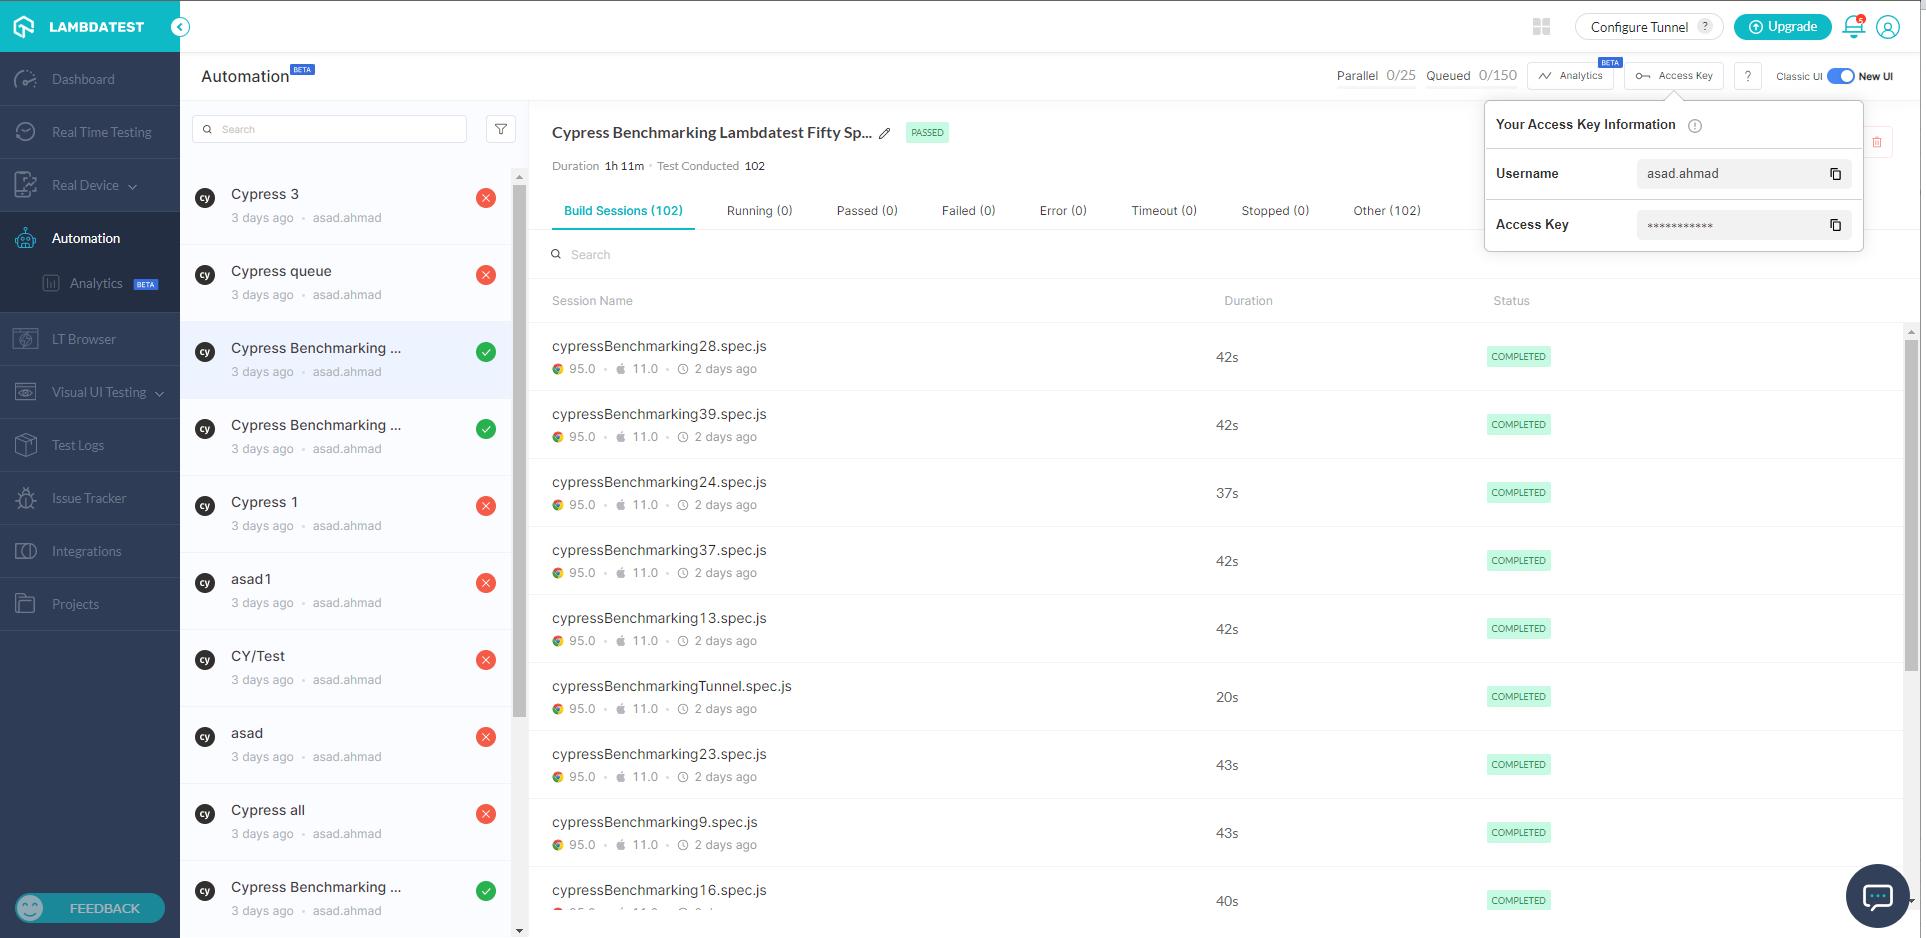 LAMBDATEST
Configure Tunnel ?
Upgrade
6
Dashboard
Real Time Testing
Real Device
Automation
Analytics BETA
LT Browser
Visual UI Testing
Test Logs
Issue Tracker
Integrations
Projects
FEEDBACK
Automation BETA
Parallel 0/25 Queued 0/150
Analytics BETA
Access Key
?
Classic UI New UI
Search
cy Cypress 3
3 days ago • asad.ahmad
cy Cypress queue
3 days ago • asad.ahmad
cy Cypress Benchmarking ...
3 days ago • asad.ahmad
cy Cypress Benchmarking ...
3 days ago • asad.ahmad
cy Cypress 1
3 days ago • asad.ahmad
cy asad1
3 days ago • asad.ahmad
cy CY/Test
3 days ago • asad.ahmad
cy asad
3 days ago • asad.ahmad
cy Cypress all
3 days ago • asad.ahmad
cy Cypress Benchmarking ...
3 days ago • asad.ahmad
Cypress Benchmarking Lambdatest Fifty Sp... PASSED
Duration 1h 11m • Test Conducted 102
Build Sessions (102) Running (0) Passed (0) Failed (0) Error (0) Timeout (0) Stopped (0) Other (102)
Your Access Key Information
Username asad.ahmad
Access Key ***********
Search
Session Name Duration Status
cypressBenchmarking28.spec.js 42s COMPLETED
95.0 • 11.0 • 2 days ago
cypressBenchmarking39.spec.js 42s COMPLETED
95.0 • 11.0 • 2 days ago
cypressBenchmarking24.spec.js 37s COMPLETED
95.0 • 11.0 • 2 days ago
cypressBenchmarking37.spec.js 42s COMPLETED
95.0 • 11.0 • 2 days ago
cypressBenchmarking13.spec.js 42s COMPLETED
95.0 • 11.0 • 2 days ago
cypressBenchmarkingTunnel.spec.js 20s COMPLETED
95.0 • 11.0 • 2 days ago
cypressBenchmarking23.spec.js 43s COMPLETED
95.0 • 11.0 • 2 days ago
cypressBenchmarking9.spec.js 43s COMPLETED
95.0 • 11.0 • 2 days ago
cypressBenchmarking16.spec.js 40s COMPLETED